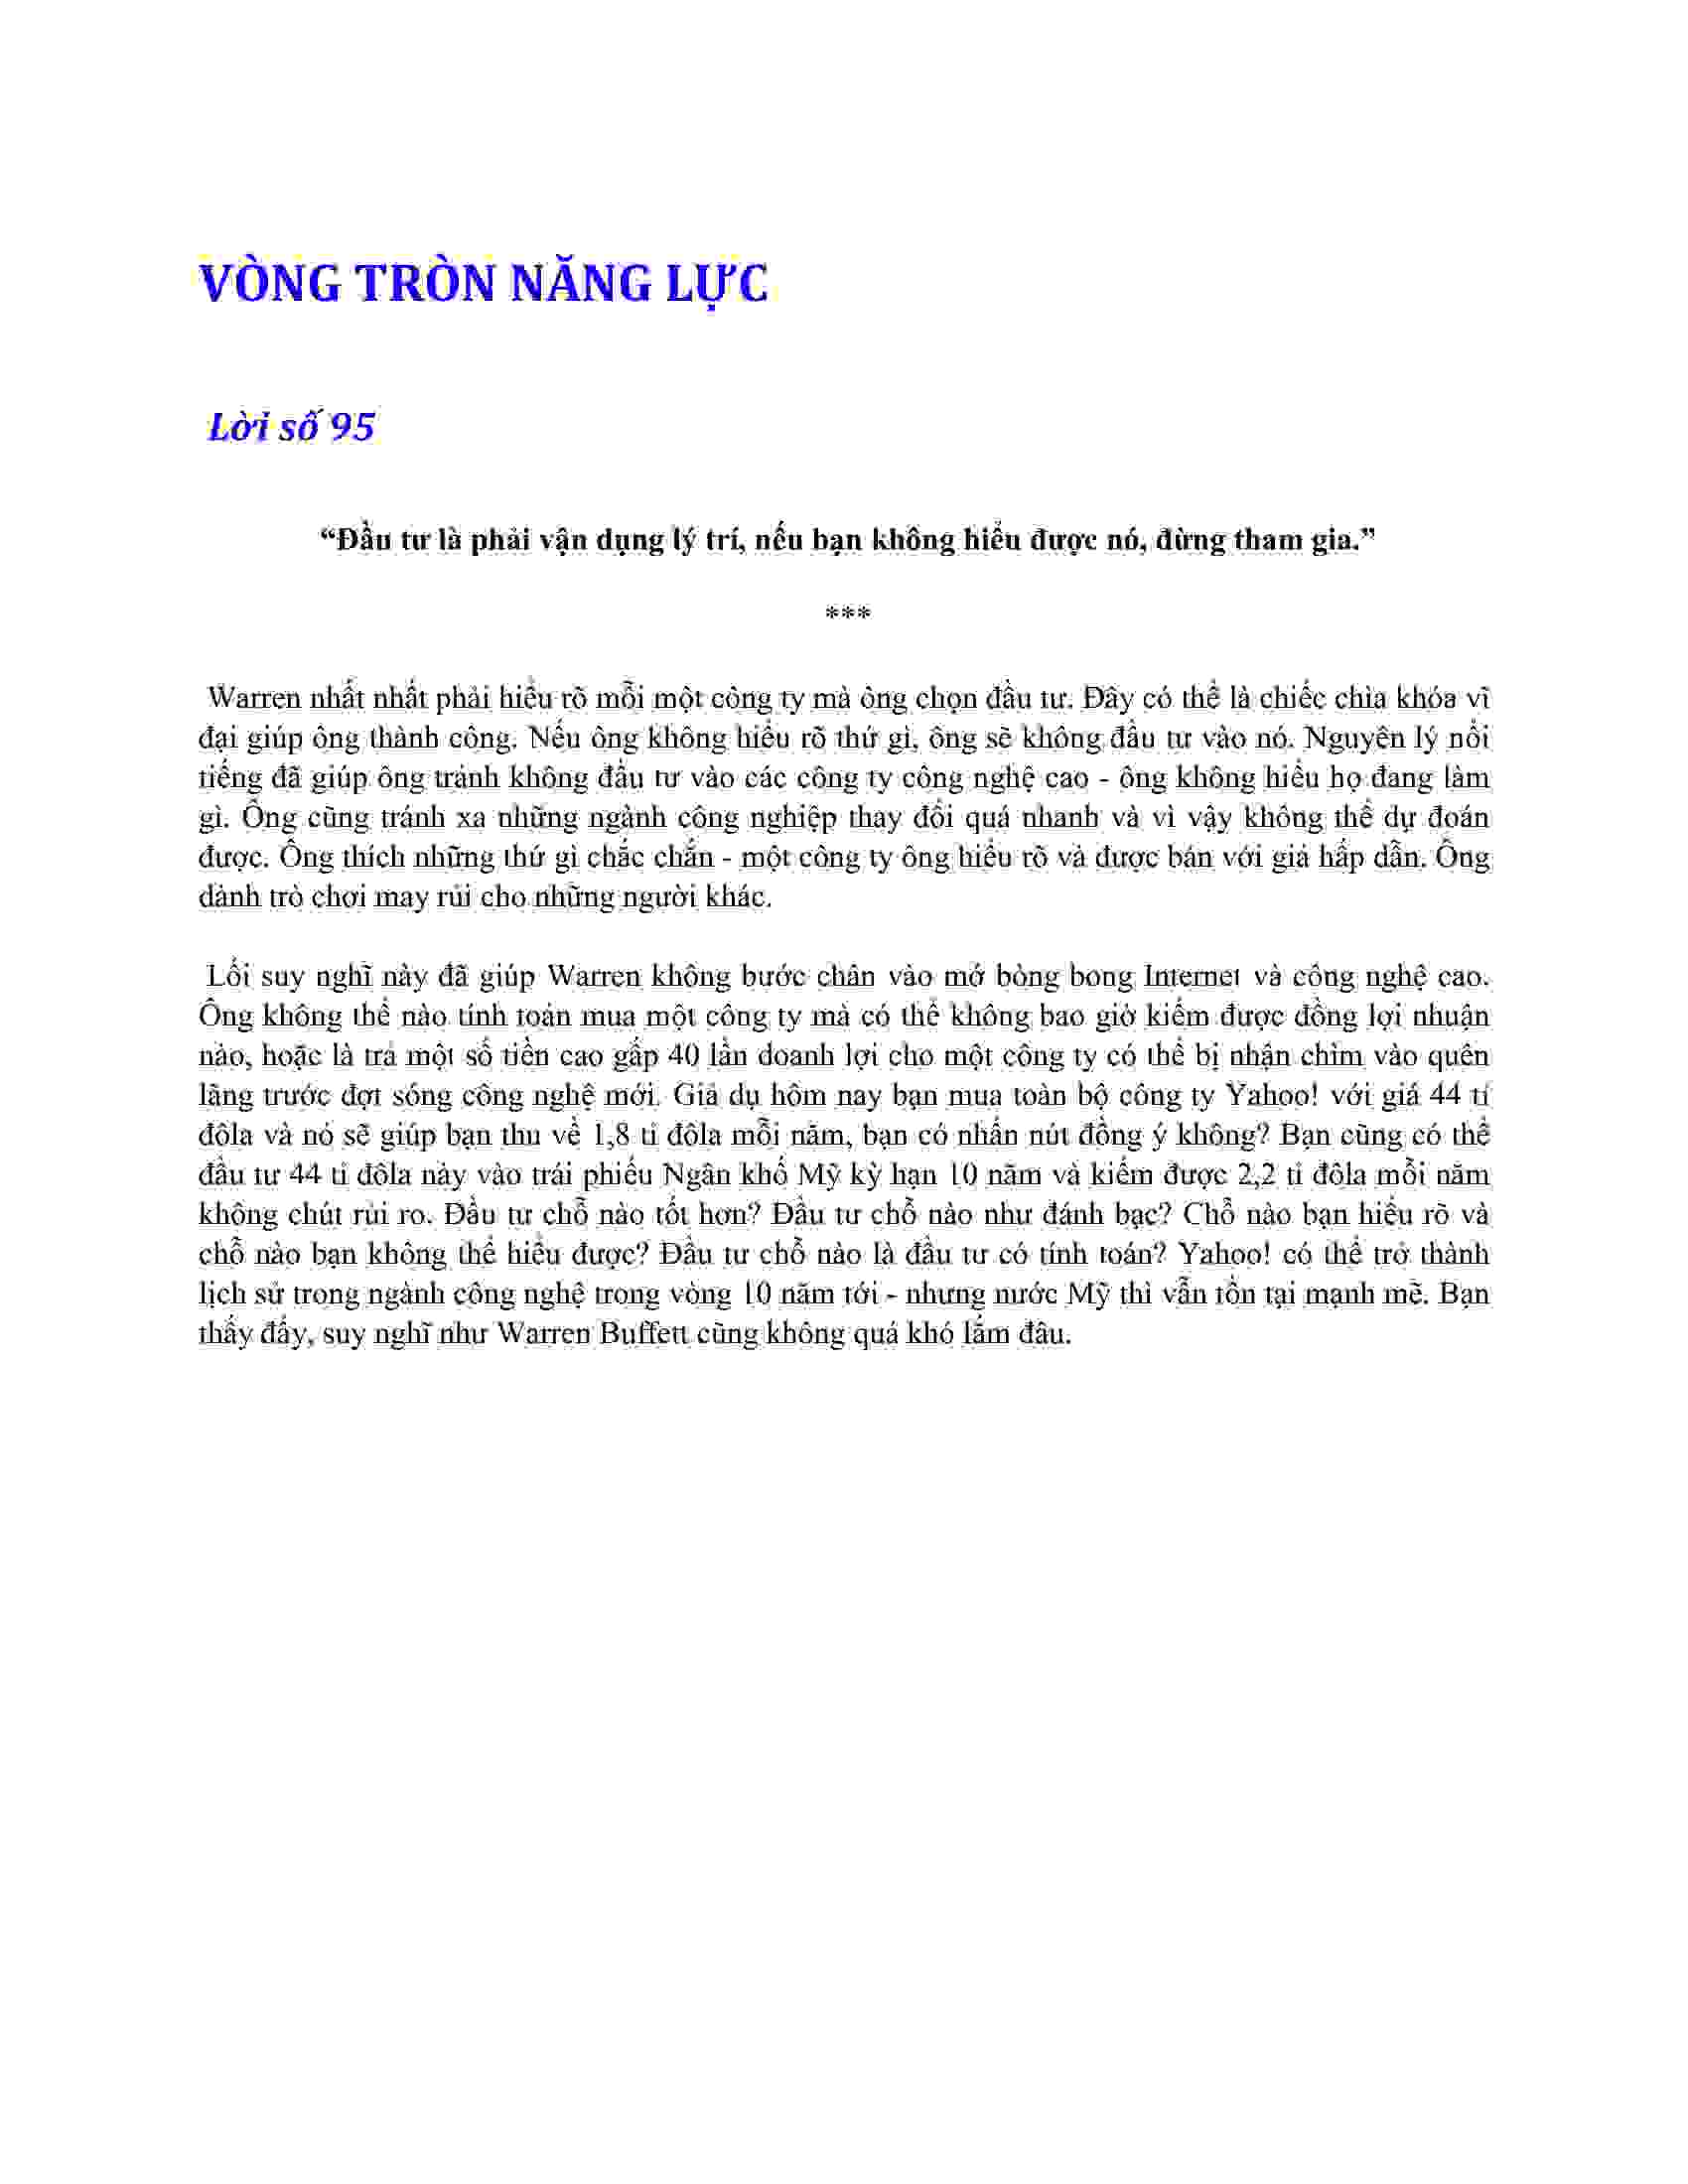 VÒNG TRÒN NĂNG LỰC
Lời số 95
“Đầu tư là phải vận dụng lý trí, nếu bạn không hiểu được nó, đừng tham gia.”
***
Warren nhất nhất phải hiểu rõ mỗi một công ty mà ông chọn đầu tư. Đây có thể là chiếc chìa khóa vĩ
đại giúp ông thành công. Nếu ông không hiểu rõ thứ gì, ông sẽ không đầu tư vào nó. Nguyên lý nổi
tiếng đã giúp ông tránh không đầu tư vào các công ty công nghệ cao - ông không hiểu họ đang làm
gì. Ông cũng tránh xa những ngành công nghiệp thay đổi quá nhanh và vì vậy không thể dự đoán
được. Ông thích những thứ gì chắc chắn - một công ty ông hiểu rõ và được bán với giá hấp dẫn. Ông
dành trò chơi may rủi cho những người khác.
Lối suy nghĩ này đã giúp Warren không bước chân vào mớ bòng bong Internet và công nghệ cao.
Ông không thể nào tính toán mua một công ty mà có thể không bao giờ kiếm được đồng lợi nhuận
nào, hoặc là trả một số tiền cao gấp 40 lần doanh lợi cho một công ty có thể bị nhận chìm vào quên
lãng trước đợt sóng công nghệ mới. Giả dụ hôm nay bạn mua toàn bộ công ty Yahoo! với giá 44 tỉ
đôla và nó sẽ giúp bạn thu về 1,8 tỉ đôla mỗi năm, bạn có nhấn nút đồng ý không? Bạn cũng có thể
đầu tư 44 tỉ đôla này vào trái phiếu Ngân khố Mỹ kỳ hạn 10 năm và kiếm được 2,2 tỉ đôla mỗi năm
không chút rủi ro. Đầu tư chỗ nào tốt hơn? Đầu tư chỗ nào như đánh bạc? Chỗ nào bạn hiểu rõ và
chỗ nào bạn không thể hiểu được? Đầu tư chỗ nào là đầu tư có tính toán? Yahoo! có thể trở thành
lịch sử trong ngành công nghệ trong vòng 10 năm tới - nhưng nước Mỹ thì vẫn tồn tại mạnh mẽ. Bạn
thấy đấy, suy nghĩ như Warren Buffett cũng không quá khó lắm đâu.